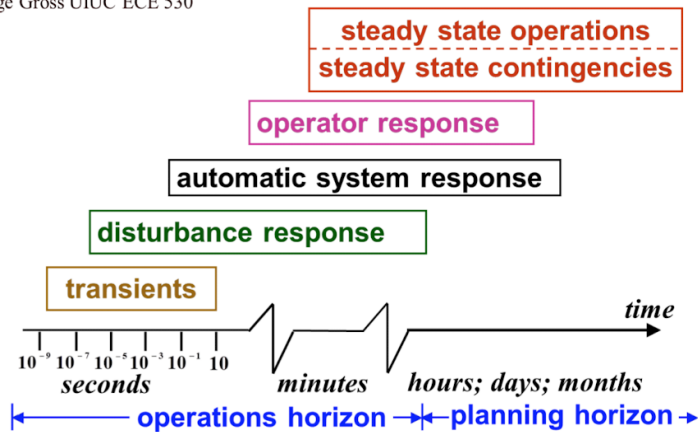 ge Gross UIUC ECE 530
steady state operations
steady state contingencies
operator response
automatic system response
disturbance response
transients
time
10⁻⁹ 10⁻⁷ 10⁻⁵ 10⁻³ 10⁻¹ 10
seconds minutes hours; days; months
operations horizon planning horizon